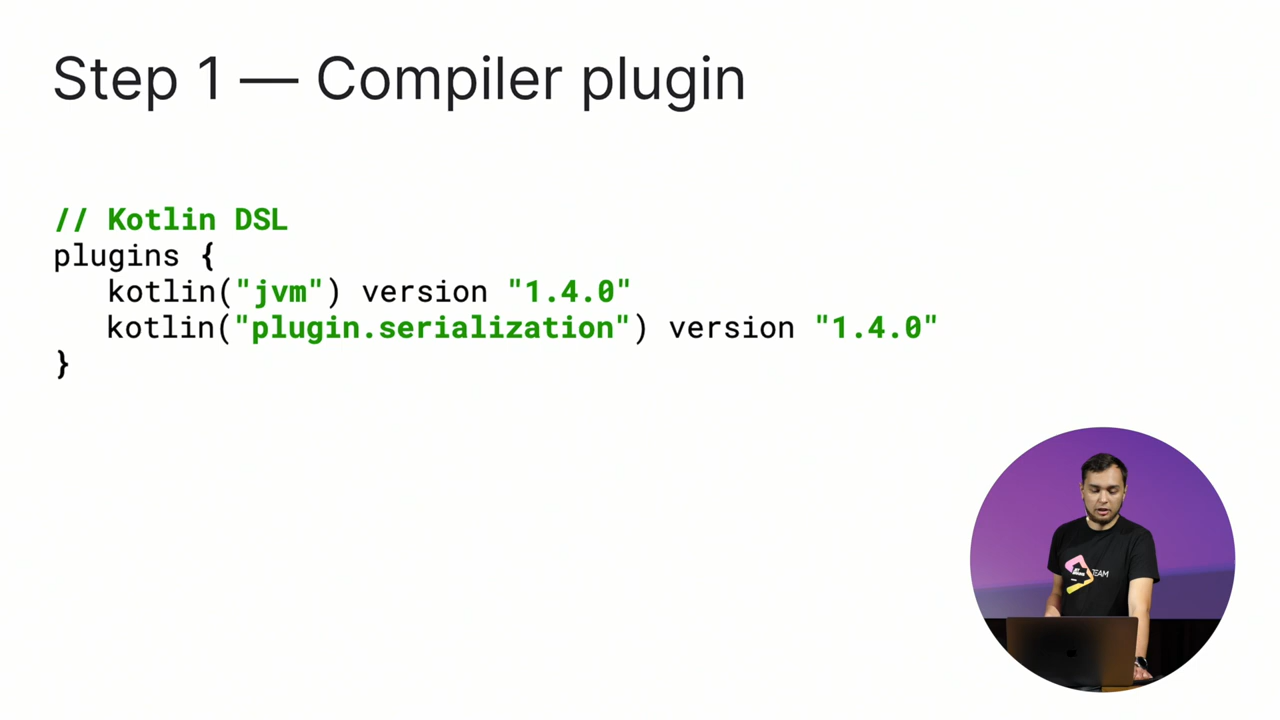 Step 1 — Compiler plugin
// Kotlin DSL
plugins {
   kotlin("jvm") version "1.4.0"
   kotlin("plugin.serialization") version "1.4.0"
}
TEAM